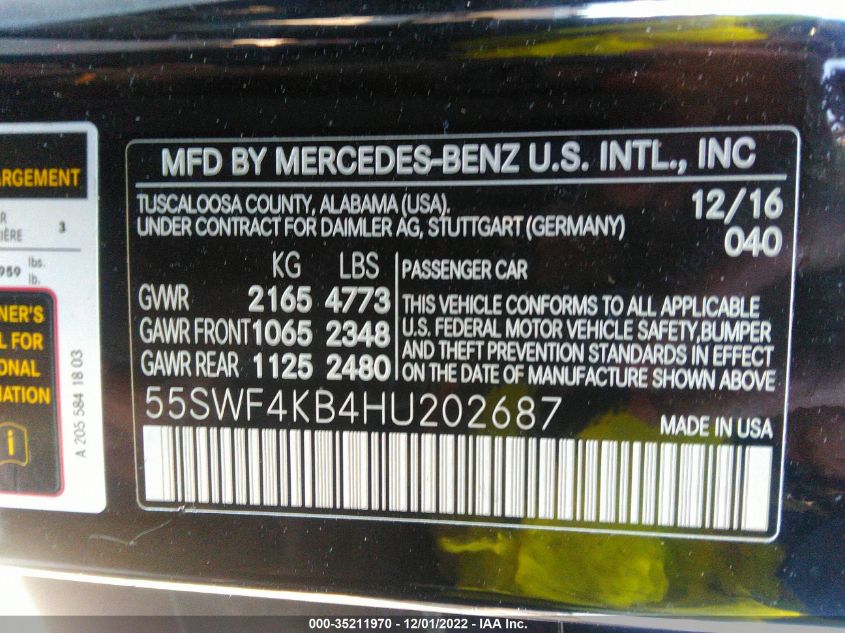 ARGEMENT
3
959 lbs.
lb.
NER'S
FOR
ONAL
MATION
i
A 205 584 18 03
MFD BY MERCEDES-BENZ U.S. INTL., INC
TUSCALOOSA COUNTY, ALABAMA (USA).
UNDER CONTRACT FOR DAIMLER AG, STUTTGART (GERMANY)
12/16
040
KG LBS
GVWR 2165 4773
GAWR FRONT 1065 2348
GAWR REAR 1125 2480
PASSENGER CAR
THIS VEHICLE CONFORMS TO ALL APPLICABLE
U.S. FEDERAL MOTOR VEHICLE SAFETY, BUMPER
AND THEFT PREVENTION STANDARDS IN EFFECT
ON THE DATE OF MANUFACTURE SHOWN ABOVE
55SWF4KB4HU202687
MADE IN USA
000-35211970 - 12/01/2022 - IAA Inc.